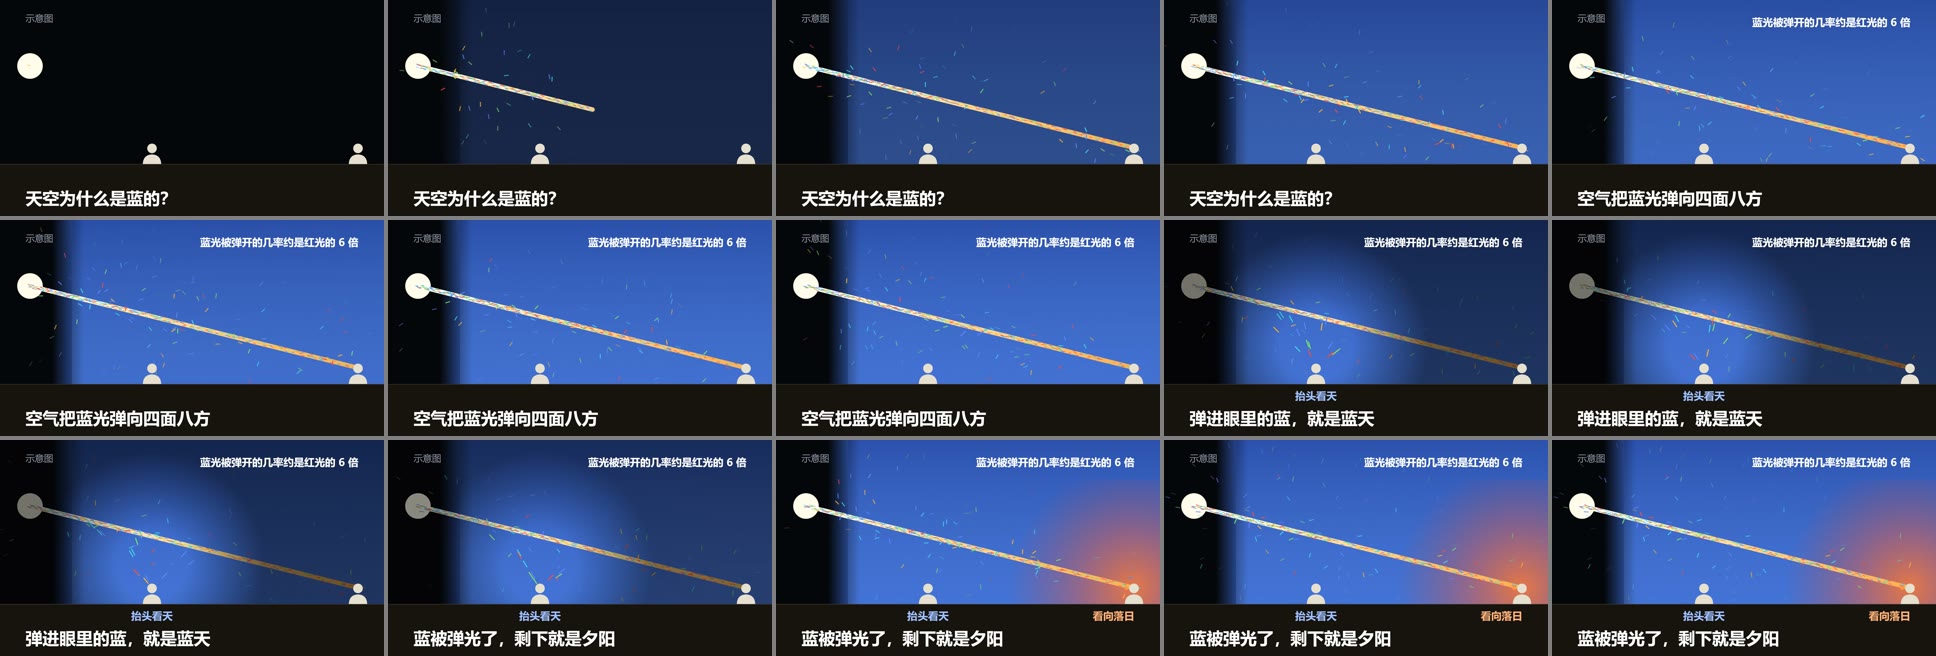 示意图
天空为什么是蓝的?
示意图
天空为什么是蓝的?
示意图
天空为什么是蓝的?
示意图
天空为什么是蓝的?
示意图
蓝光被弹开的几率约是红光的 6 倍
空气把蓝光弹向四面八方
示意图
蓝光被弹开的几率约是红光的 6 倍
空气把蓝光弹向四面八方
示意图
蓝光被弹开的几率约是红光的 6 倍
空气把蓝光弹向四面八方
示意图
蓝光被弹开的几率约是红光的 6 倍
空气把蓝光弹向四面八方
示意图
蓝光被弹开的几率约是红光的 6 倍
抬头看天
弹进眼里的蓝，就是蓝天
示意图
蓝光被弹开的几率约是红光的 6 倍
抬头看天
弹进眼里的蓝，就是蓝天
示意图
蓝光被弹开的几率约是红光的 6 倍
抬头看天
弹进眼里的蓝，就是蓝天
示意图
蓝光被弹开的几率约是红光的 6 倍
抬头看天
蓝被弹光了，剩下就是夕阳
示意图
蓝光被弹开的几率约是红光的 6 倍
抬头看天
看向落日
蓝被弹光了，剩下就是夕阳
示意图
蓝光被弹开的几率约是红光的 6 倍
抬头看天
看向落日
蓝被弹光了，剩下就是夕阳
示意图
蓝光被弹开的几率约是红光的 6 倍
抬头看天
看向落日
蓝被弹光了，剩下就是夕阳